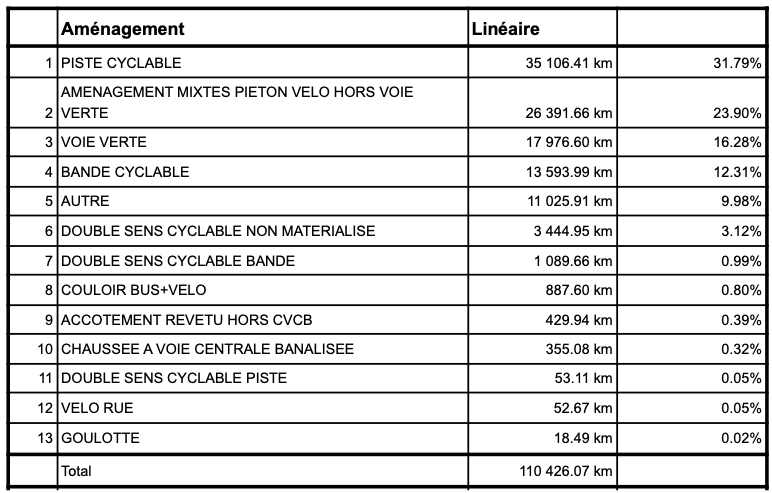 Aménagement Linéaire
1 PISTE CYCLABLE 35 106.41 km 31.79%
AMENAGEMENT MIXTES PIETON VELO HORS VOIE
2 VERTE 26 391.66 km 23.90%
3 VOIE VERTE 17 976.60 km 16.28%
4 BANDE CYCLABLE 13 593.99 km 12.31%
5 AUTRE 11 025.91 km 9.98%
6 DOUBLE SENS CYCLABLE NON MATERIALISE 3 444.95 km 3.12%
7 DOUBLE SENS CYCLABLE BANDE 1 089.66 km 0.99%
8 COULOIR BUS+VELO 887.60 km 0.80%
9 ACCOTEMENT REVETU HORS CVCB 429.94 km 0.39%
10 CHAUSSEE A VOIE CENTRALE BANALISEE 355.08 km 0.32%
11 DOUBLE SENS CYCLABLE PISTE 53.11 km 0.05%
12 VELO RUE 52.67 km 0.05%
13 GOULOTTE 18.49 km 0.02%
Total 110 426.07 km